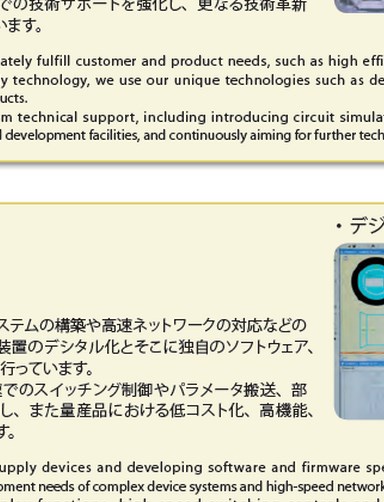 での技術サポートを強化し、更なる技術革新
います。
ately fulfill customer and product needs, such as high effi
y technology, we use our unique technologies such as de
ucts.
m technical support, including introducing circuit simula
l development facilities, and continuously aiming for further tech
・デジ
ステムの構築や高速ネットワークの対応などの
装置のデシタル化とそこに独自のソフトウェア、
行っています。
速でのスイッチング制御やパラメータ搬送、部
し、また量産品における低コスト化、高機能、
す。
upply devices and developing software and firmware spe
pment needs of complex device systems and high-speed network